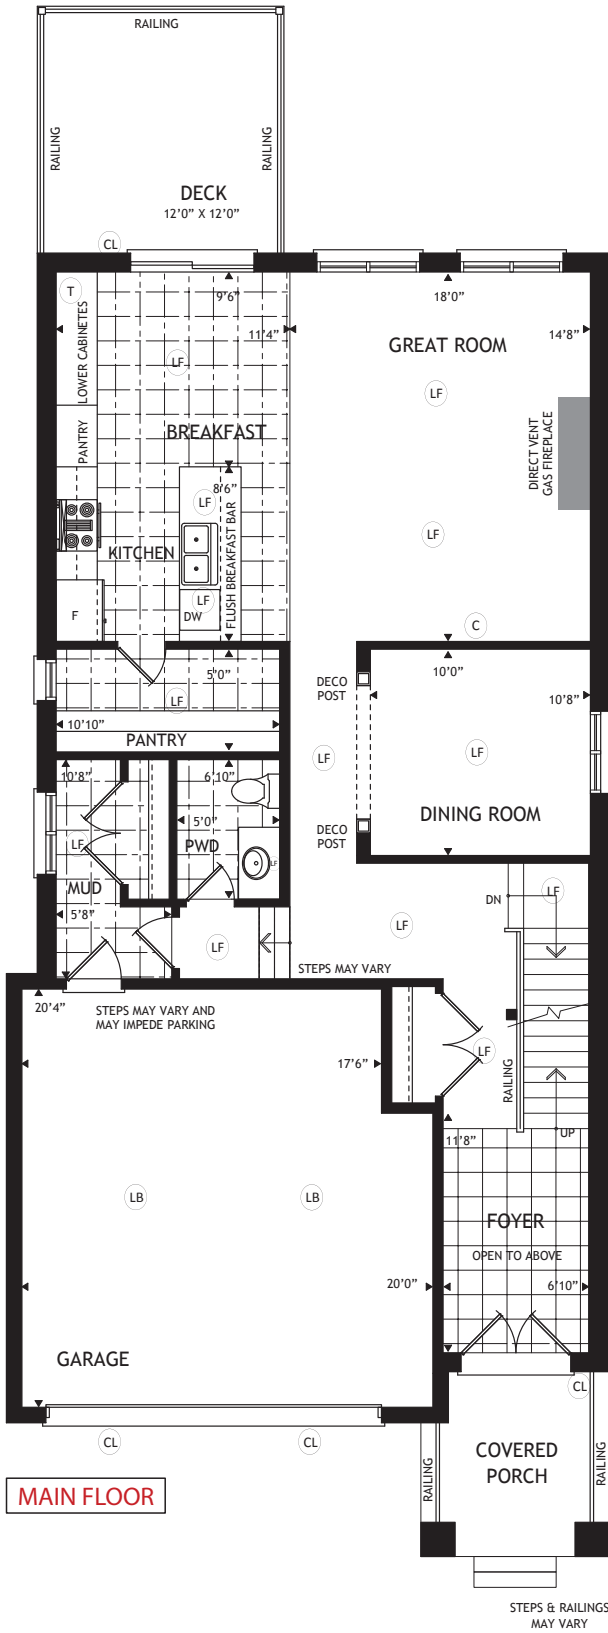 RAILING
RAILING
RAILING
DECK
12'0" X 12'0"
CL
T
9'6"
18'0"
LOWER CABINETES
11'4"
14'8"
GREAT ROOM
LF
LF
PANTRY
BREAKFAST
DIRECT VENT
GAS FIREPLACE
8'6"
LF
FLUSH BREAKFAST BAR
LF
KITCHEN
F
LF
DW
C
5'0"
10'0"
DECO
POST
10'8"
LF
10'10"
PANTRY
LF
LF
10'8"
6'10"
5'0"
DINING ROOM
DECO
POST
LF
PWD
LF
MUD
DN
LF
5'8"
LF
LF
STEPS MAY VARY
20'4"
STEPS MAY VARY AND
MAY IMPEDE PARKING
17'6"
LF
RAILING
UP
11'8"
LB
LB
FOYER
OPEN TO ABOVE
20'0"
6'10"
GARAGE
CL
CL
CL
COVERED
PORCH
RAILING
RAILING
MAIN FLOOR
STEPS & RAILINGS
MAY VARY